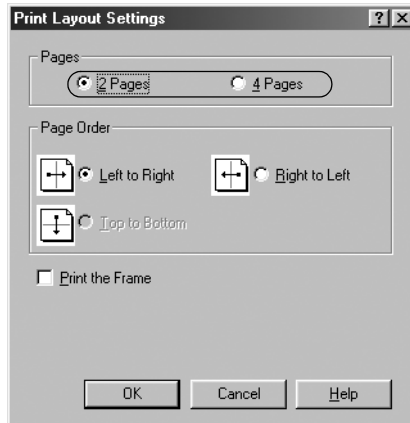 Print Layout Settings
Pages
2 Pages 4 Pages
Page Order
Left to Right Right to Left
Top to Bottom
Print the Frame
OK Cancel Help